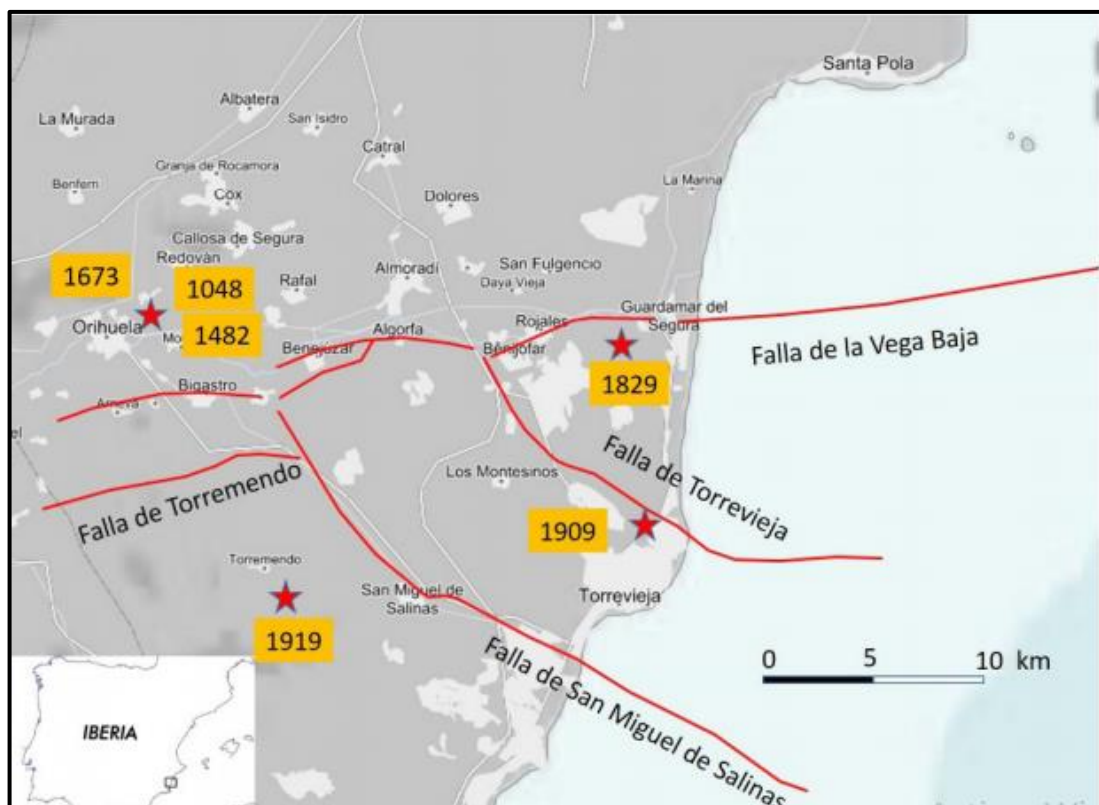 Santa Pola
Albatera
La Murada
San Isidro
Catral
Granja de Rocamora
Benferri
Cox
Dolores
La Marina
Callosa de Segura
Redován
1673
1048
Rafal
Almoradí
San Fulgencio
Daya Vieja
Guardamar del
Segura
Orihuela
1482
Algorfa
Rojales
Benejúzar
Benijófar
Falla de la Vega Baja
1829
Bigastro
Arneva
Falla de Torremendo
Los Montesinos
Falla de Torrevieja
1909
Torremendo
San Miguel de
Salinas
Torrevieja
1919
Falla de San Miguel de Salinas
0 5 10 km
IBERIA